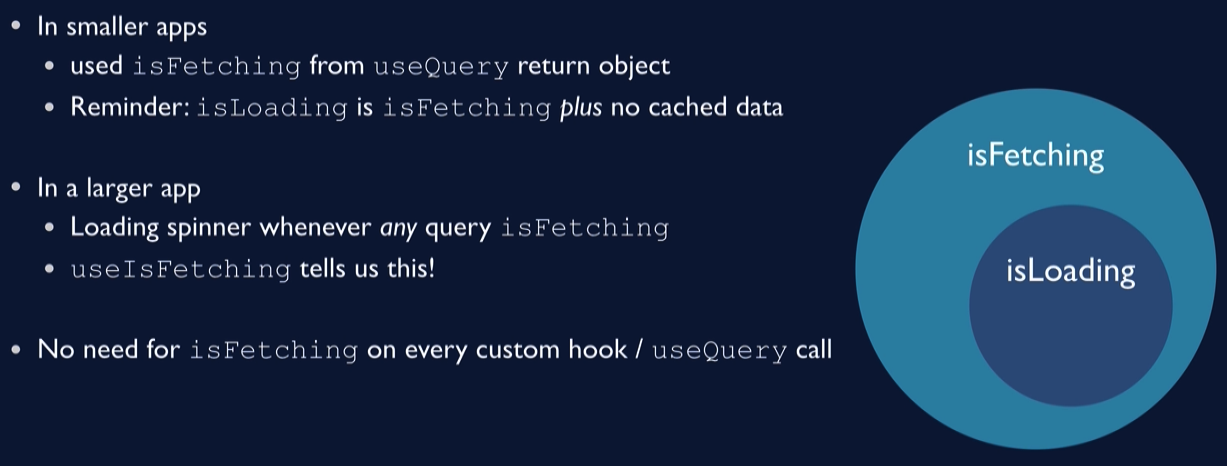 • In smaller apps
• used isFetching from useQuery return object
• Reminder: isLoading is isFetching plus no cached data
• In a larger app
• Loading spinner whenever any query isFetching
• useIsFetching tells us this!
• No need for isFetching on every custom hook / useQuery call
isFetching
isLoading